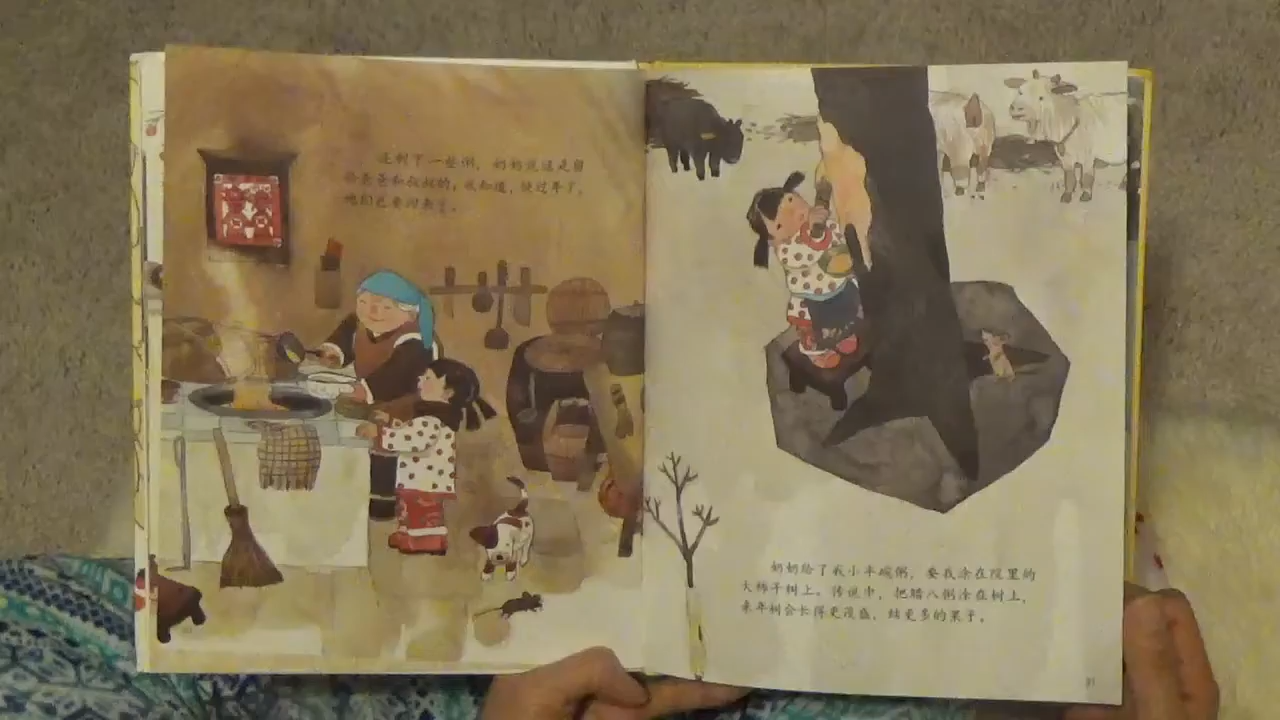 还剩下一些粥，奶奶说这是留
给爸爸和叔叔的，我知道，快过年了，
他们也要回来了。
奶奶给了我小半碗粥，要我涂在院里的
大柿子树上。传说中，把腊八粥涂在树上，
来年树会长得更茂盛，结更多的果子。